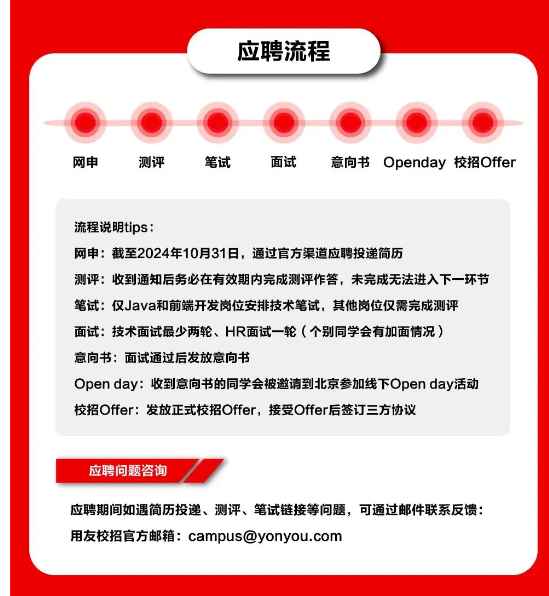 应聘流程
网申 测评 笔试 面试 意向书 Openday 校招Offer
流程说明tips：
网申：截至2024年10月31日，通过官方渠道应聘投递简历
测评：收到通知后务必在有效期内完成测评作答，未完成无法进入下一环节
笔试：仅Java和前端开发岗位安排技术笔试，其他岗位仅需完成测评
面试：技术面试最少两轮、HR面试一轮（个别同学会有加面情况）
意向书：面试通过后发放意向书
Open day：收到意向书的同学会被邀请到北京参加线下Open day活动
校招Offer：发放正式校招Offer，接受Offer后签订三方协议
应聘问题咨询
应聘期间如遇简历投递、测评、笔试链接等问题，可通过邮件联系反馈：
用友校招官方邮箱：campus@yonyou.com